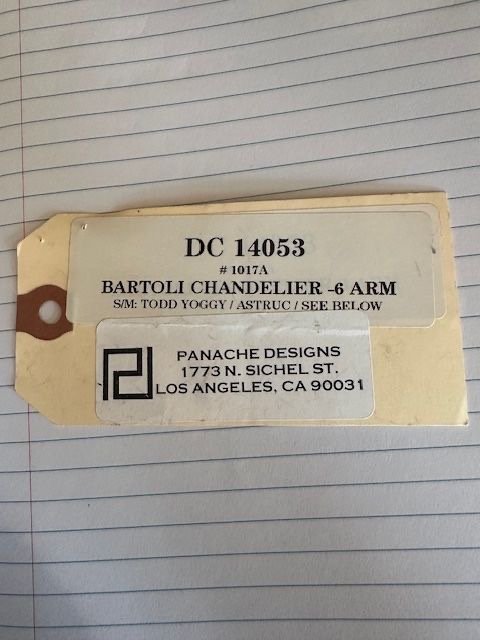 DC 14053
# 1017A
BARTOLI CHANDELIER -6 ARM
S/M: TODD YOGGY / ASTRUC / SEE BELOW
PANACHE DESIGNS
1773 N. SICHEL ST.
LOS ANGELES, CA 90031